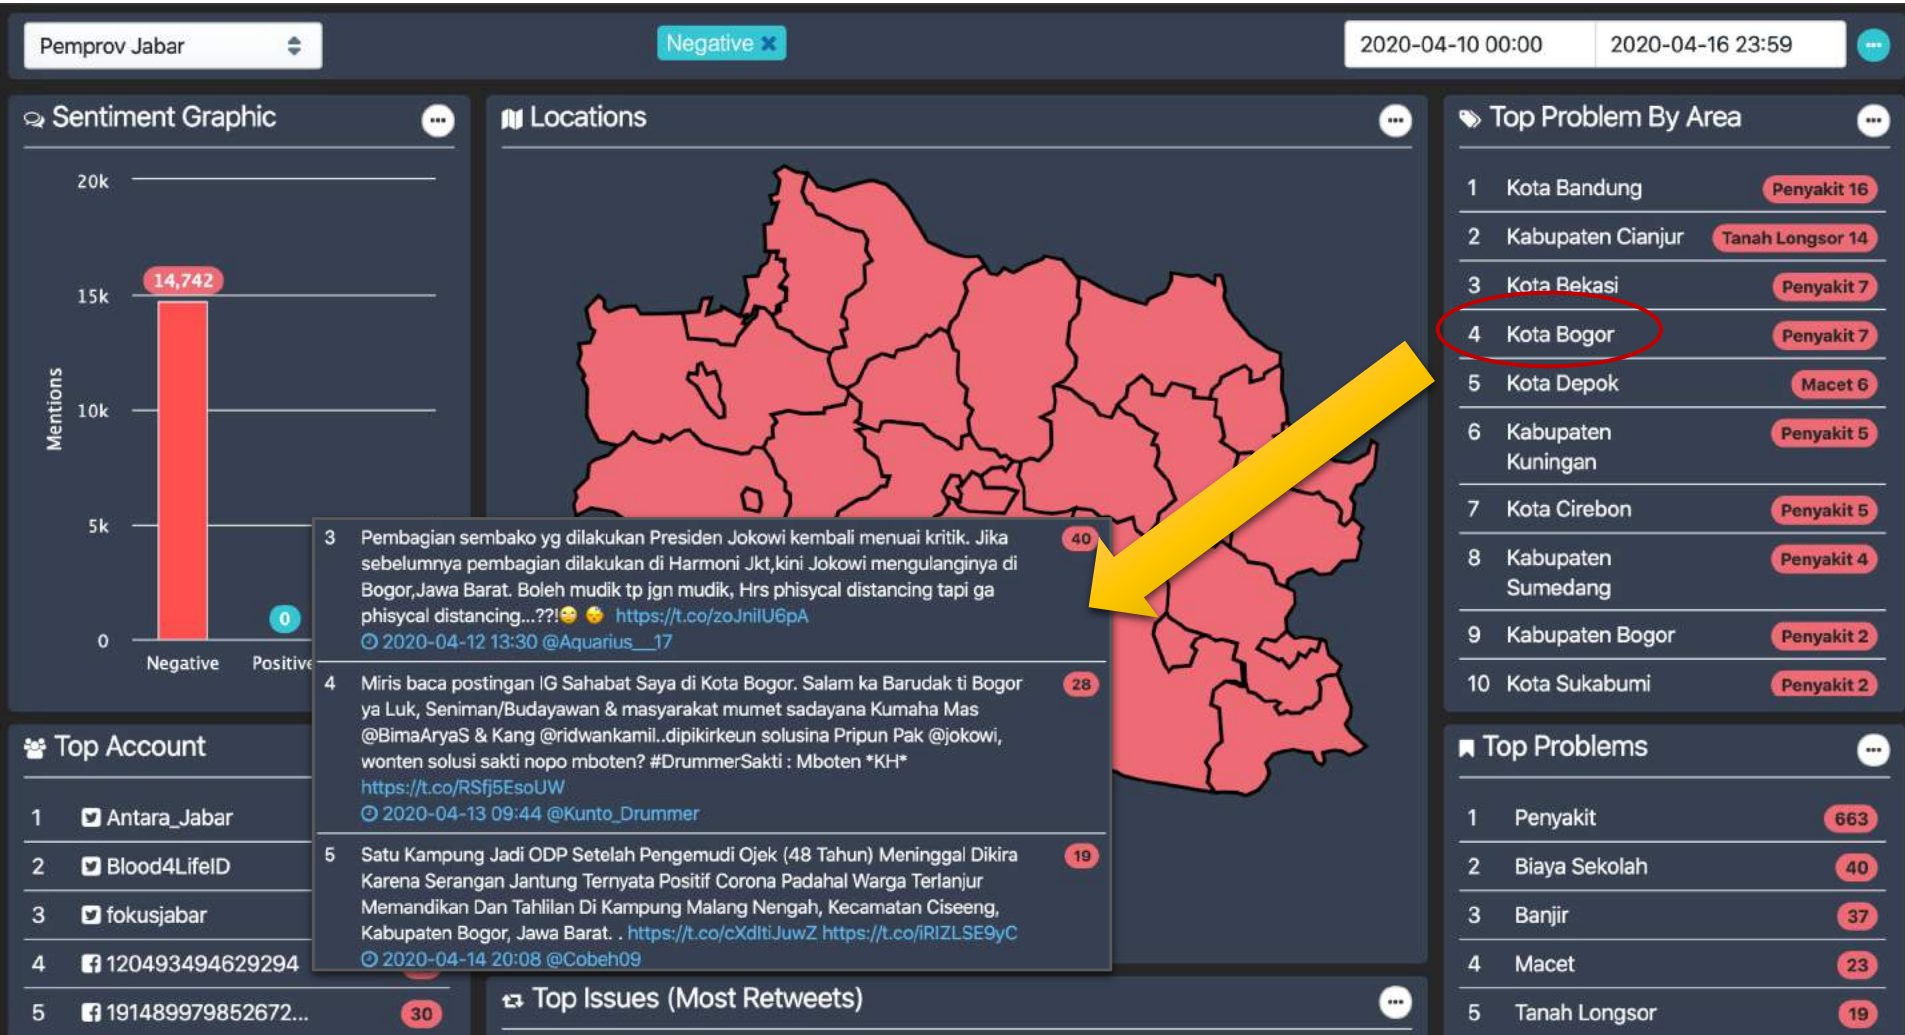 Pemprov Jabar
Negative
2020-04-10 00:00
2020-04-16 23:59
Sentiment Graphic
20k
15k
10k
5k
0
Mentions
14,742
0
Negative
Positive
Locations
Top Problem By Area
1 Kota Bandung Penyakit 16
2 Kabupaten Cianjur Tanah Longsor 14
3 Kota Bekasi Penyakit 7
4 Kota Bogor Penyakit 7
5 Kota Depok Macet 6
6 Kabupaten Penyakit 5
Kuningan
7 Kota Cirebon Penyakit 5
8 Kabupaten Penyakit 4
Sumedang
9 Kabupaten Bogor Penyakit 2
10 Kota Sukabumi Penyakit 2
3 Pembagian sembako yg dilakukan Presiden Jokowi kembali menuai kritik. Jika 40
sebelumnya pembagian dilakukan di Harmoni Jkt,kini Jokowi mengulanginya di
Bogor,Jawa Barat. Boleh mudik tp jgn mudik, Hrs phisycal distancing tapi ga
phisycal distancing...??!🙄 😴 https://t.co/zoJnilU6pA
2020-04-12 13:30 @Aquarius__17
4 Miris baca postingan IG Sahabat Saya di Kota Bogor. Salam ka Barudak ti Bogor 28
ya Luk, Seniman/Budayawan & masyarakat mumet sadayana Kumaha Mas
@BimaAryaS & Kang @ridwankamil..dipikirkeun solusina Pripun Pak @jokowi,
wonten solusi sakti nopo mboten? #DrummerSakti : Mboten *KH*
https://t.co/RSfj5EsoUW
2020-04-13 09:44 @Kunto_Drummer
5 Satu Kampung Jadi ODP Setelah Pengemudi Ojek (48 Tahun) Meninggal Dikira 19
Karena Serangan Jantung Ternyata Positif Corona Padahal Warga Terlanjur
Memandikan Dan Tahlilan Di Kampung Malang Nengah, Kecamatan Ciseeng,
Kabupaten Bogor, Jawa Barat. . https://t.co/cXdItiJuwZ https://t.co/iRIZLSE9yC
2020-04-14 20:08 @Cobeh09
Top Account
1 Antara_Jabar
2 Blood4LifeID
3 fokusjabar
4 120493494629294
5 191489979852672... 30
Top Issues (Most Retweets)
Top Problems
1 Penyakit 663
2 Biaya Sekolah 40
3 Banjir 37
4 Macet 23
5 Tanah Longsor 19